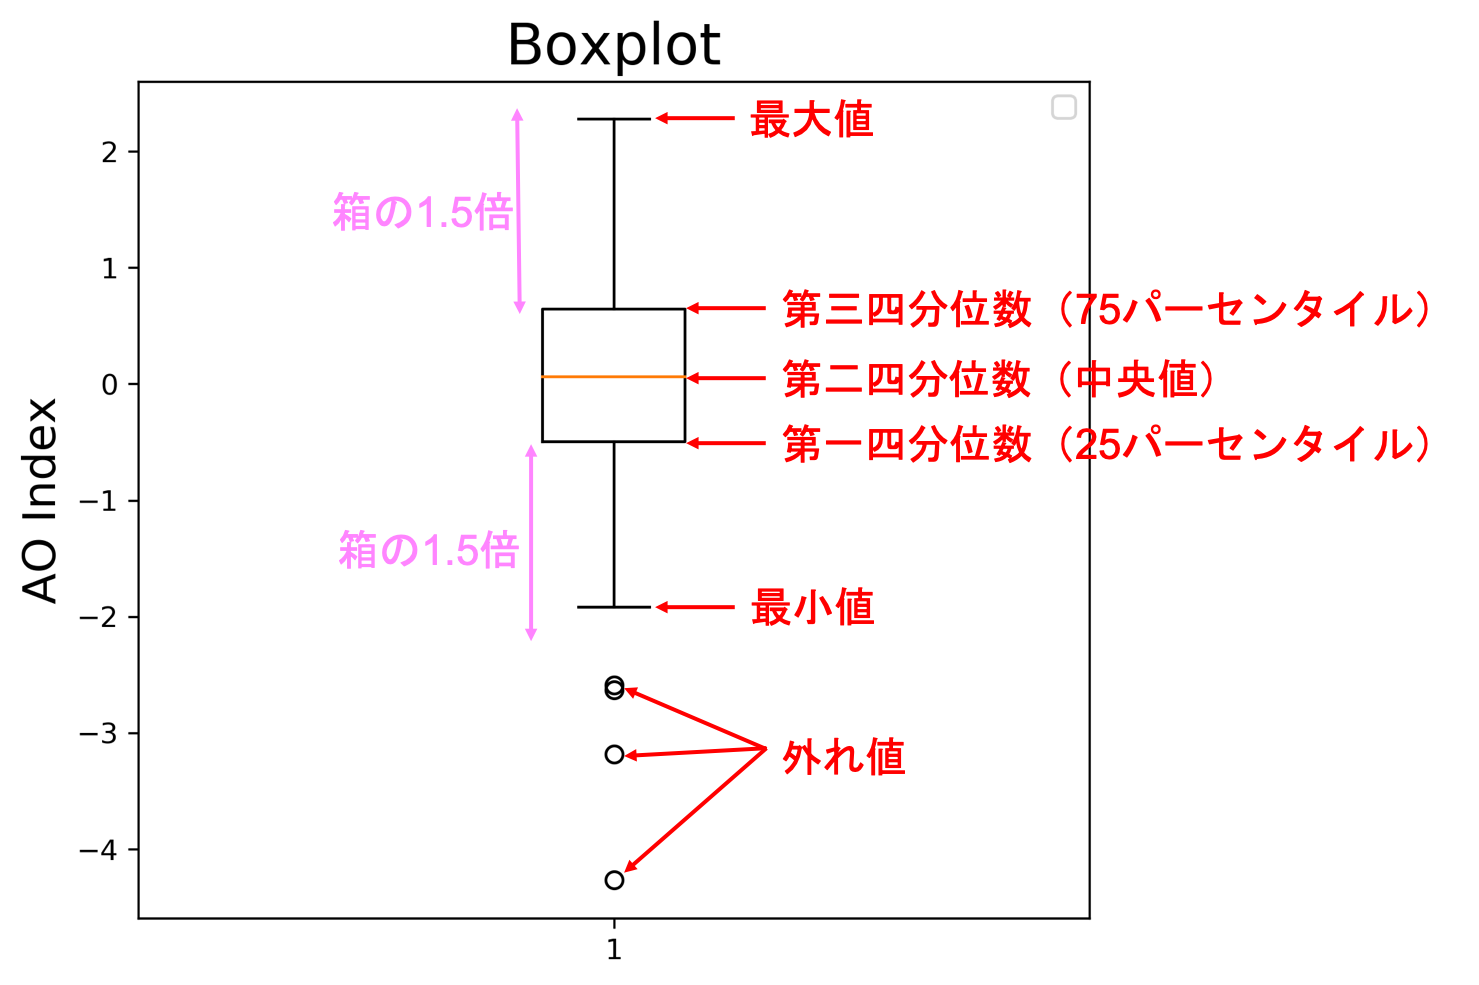 Boxplot
最大値
2
箱の1.5倍
1
第三四分位数（75パーセンタイル）
0
第二四分位数（中央値）
第一四分位数（25パーセンタイル）
AO Index
−1
箱の1.5倍
−2
最小値
−3
外れ値
−4
1